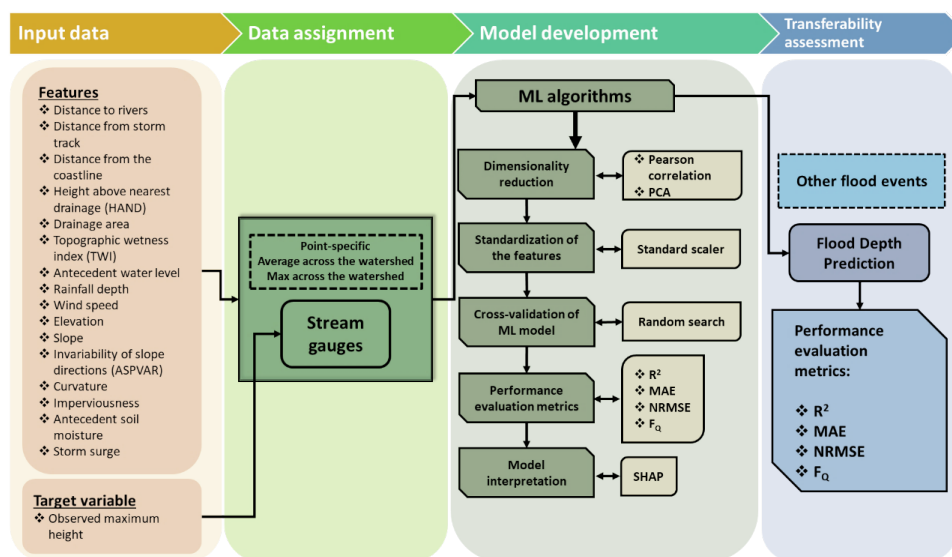 Input data
Data assignment
Model development
Transferability
assessment
Features
❖ Distance to rivers
❖ Distance from storm
track
❖ Distance from the
coastline
❖ Height above nearest
drainage (HAND)
❖ Drainage area
❖ Topographic wetness
index (TWI)
❖ Antecedent water level
❖ Rainfall depth
❖ Wind speed
❖ Elevation
❖ Slope
❖ Invariability of slope
directions (ASPVAR)
❖ Curvature
❖ Imperviousness
❖ Antecedent soil
moisture
❖ Storm surge
Target variable
❖ Observed maximum
height
Point-specific
Average across the watershed
Max across the watershed
Stream
gauges
ML algorithms
Dimensionality
reduction
❖ Pearson
correlation
❖ PCA
Standardization of
the features
Standard scaler
Cross-validation of
ML model
Random search
Performance
evaluation metrics
❖ R²
❖ MAE
❖ NRMSE
❖ F_Q
Model
interpretation
SHAP
Other flood events
Flood Depth
Prediction
Performance
evaluation
metrics:
❖ R²
❖ MAE
❖ NRMSE
❖ F_Q